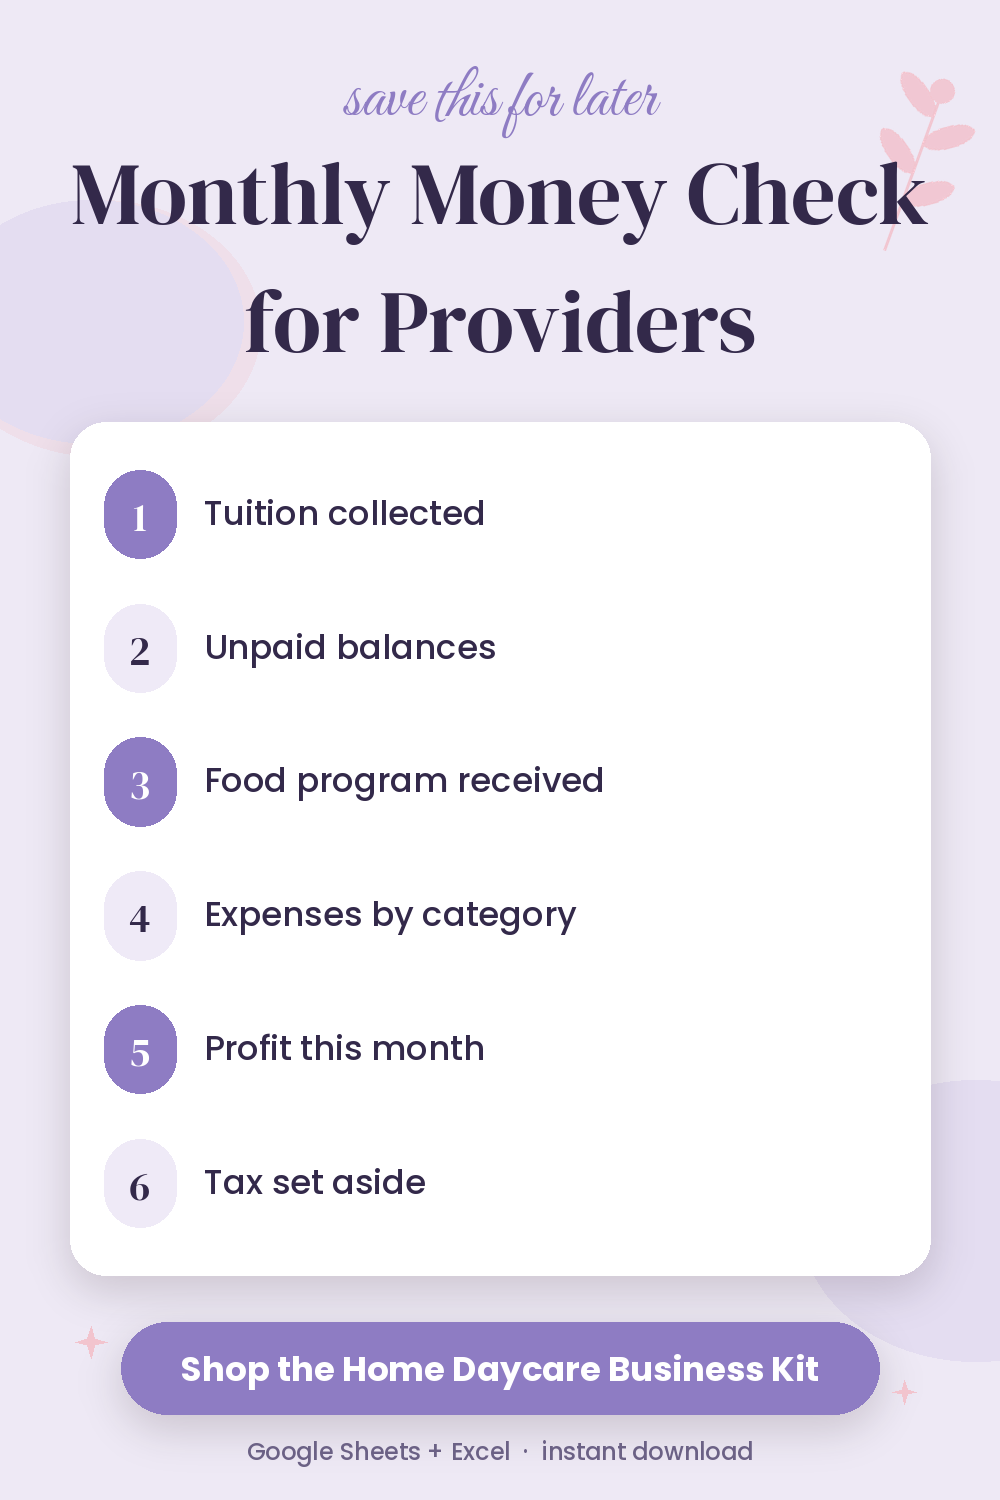 save this for later
Monthly Money Check
for Providers
1 Tuition collected
2 Unpaid balances
3 Food program received
4 Expenses by category
5 Profit this month
6 Tax set aside
Shop the Home Daycare Business Kit
Google Sheets + Excel · instant download